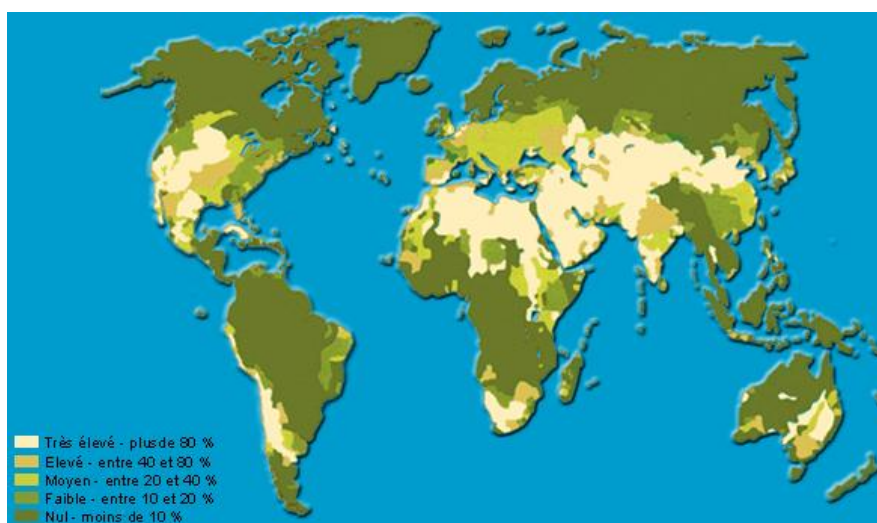 Très élevé - plus de 80 %
Elevé - entre 40 et 80 %
Moyen - entre 20 et 40 %
Faible - entre 10 et 20 %
Nul - moins de 10 %